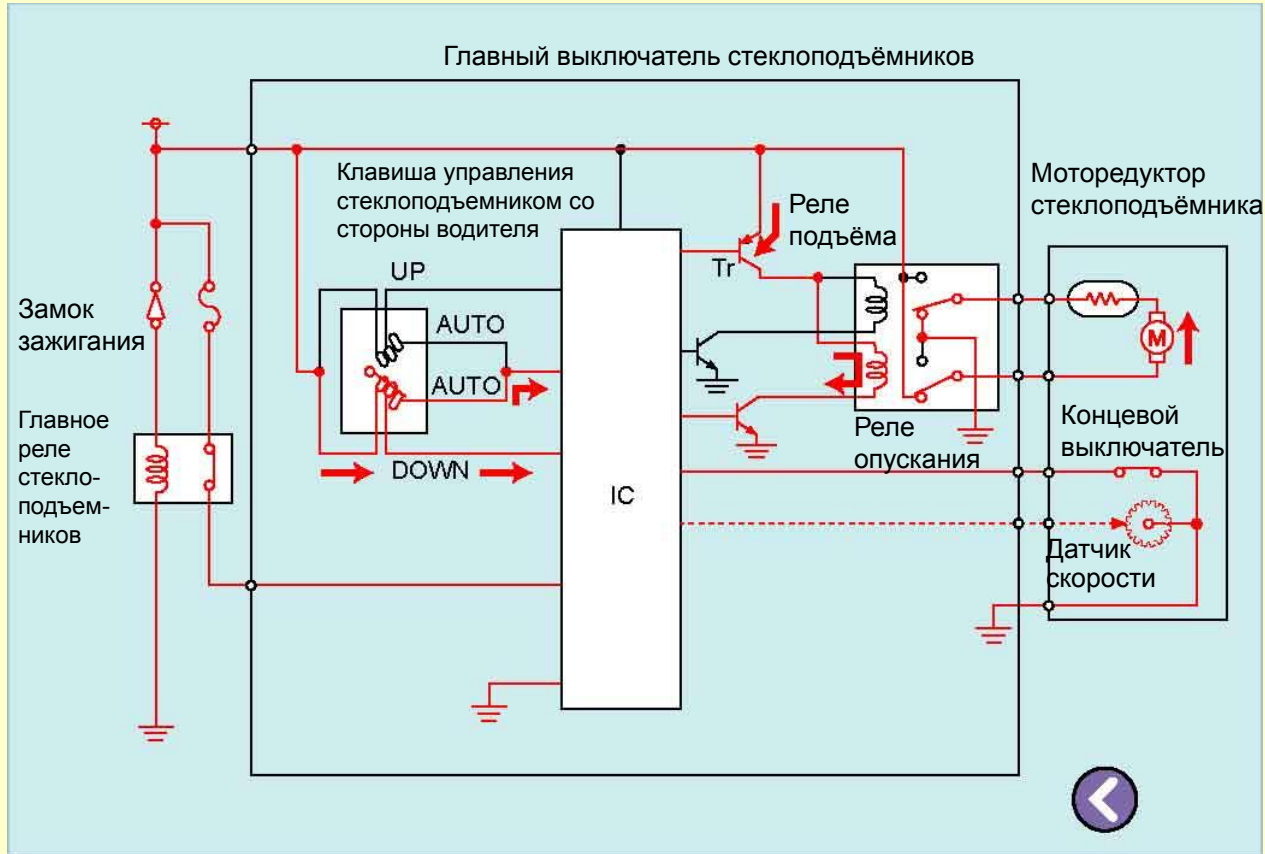 Главный выключатель стеклоподъёмников
Клавиша управления
стеклоподъемником со
стороны водителя
Моторедуктор
стеклоподъёмника
Реле
подъёма
Tr
UP
AUTO
AUTO
DOWN
Замок
зажигания
Главное
реле
стекло-
подъем-
ников
IC
Реле
опускания
M
Концевой
выключатель
Датчик
скорости